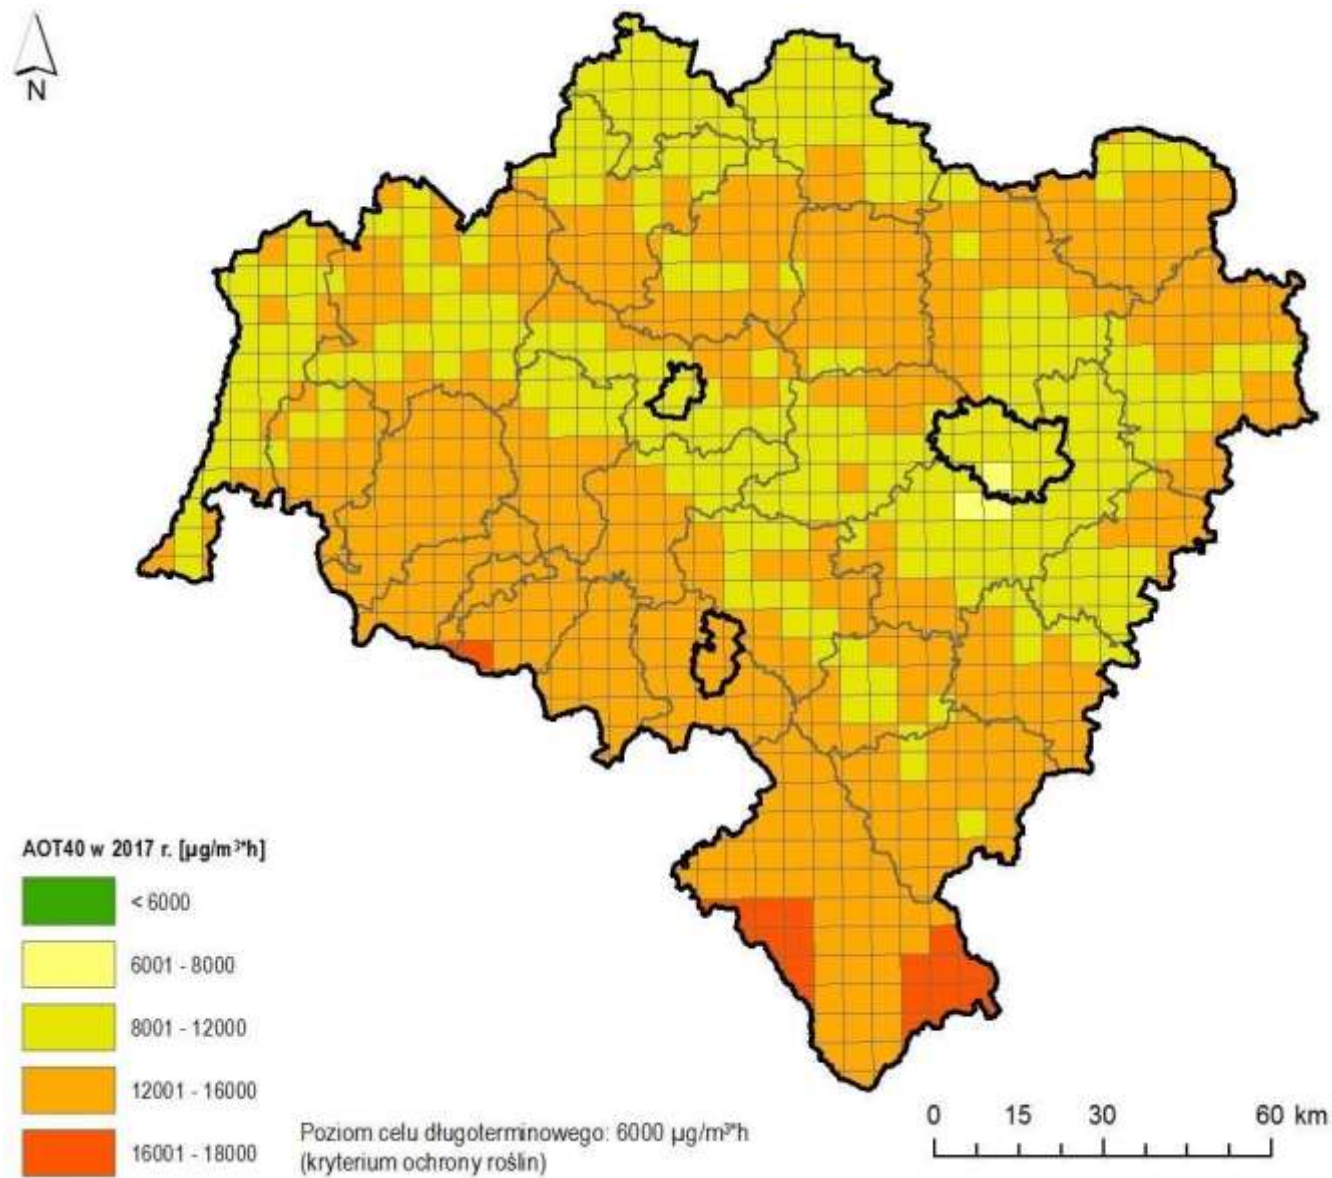 N
AOT40 w 2017 r. [µg/m³*h]
< 6000
6001 - 8000
8001 - 12000
12001 - 16000
16001 - 18000
Poziom celu długoterminowego: 6000 µg/m³*h
(kryterium ochrony roślin)
0 15 30 60 km